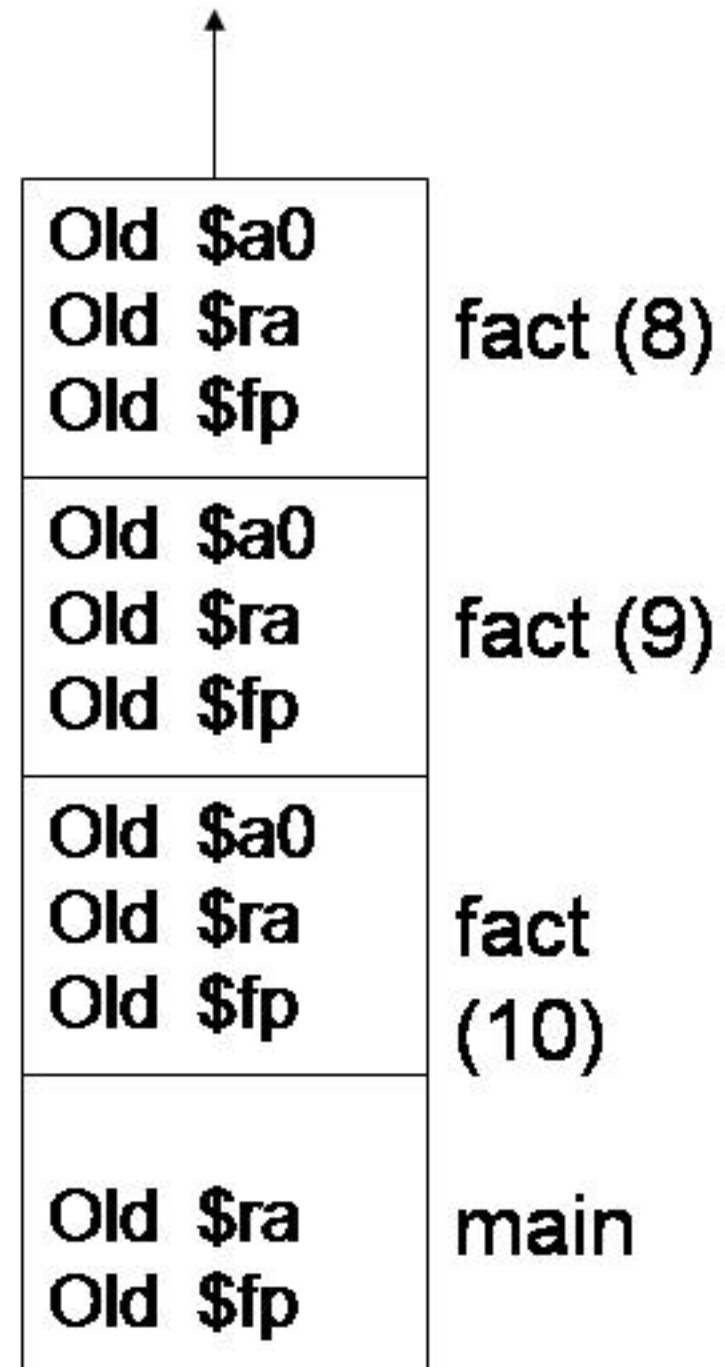 Old $a0
Old $ra
Old $fp
fact (8)
Old $a0
Old $ra
Old $fp
fact (9)
Old $a0
Old $ra
Old $fp
fact
(10)
Old $ra
Old $fp
main